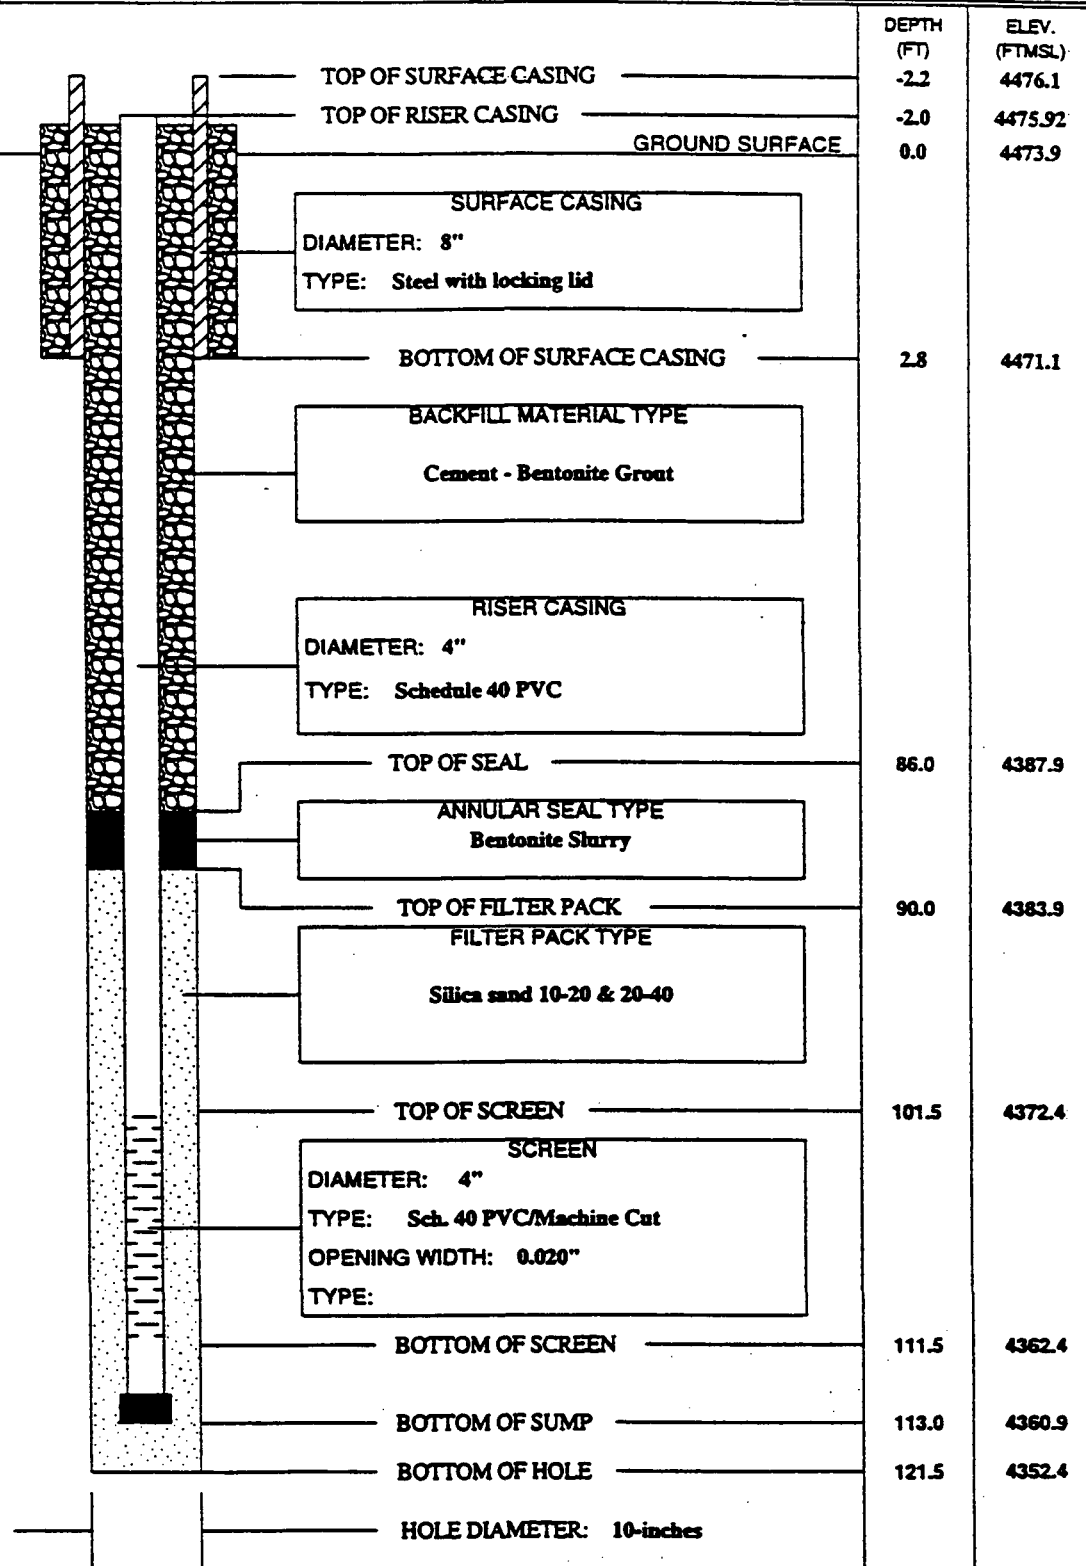 DEPTH ELEV.
(FT) (FTMSL)
TOP OF SURFACE CASING -2.2 4476.1
TOP OF RISER CASING -2.0 4475.92
GROUND SURFACE 0.0 4473.9
SURFACE CASING
DIAMETER: 8"
TYPE: Steel with locking lid
BOTTOM OF SURFACE CASING 2.8 4471.1
BACKFILL MATERIAL TYPE
Cement - Bentonite Grout
RISER CASING
DIAMETER: 4"
TYPE: Schedule 40 PVC
TOP OF SEAL 86.0 4387.9
ANNULAR SEAL TYPE
Bentonite Slurry
TOP OF FILTER PACK 90.0 4383.9
FILTER PACK TYPE
Silica sand 10-20 & 20-40
TOP OF SCREEN 101.5 4372.4
SCREEN
DIAMETER: 4"
TYPE: Sch. 40 PVC/Machine Cut
OPENING WIDTH: 0.020"
TYPE:
BOTTOM OF SCREEN 111.5 4362.4
BOTTOM OF SUMP 113.0 4360.9
BOTTOM OF HOLE 121.5 4352.4
HOLE DIAMETER: 10-inches